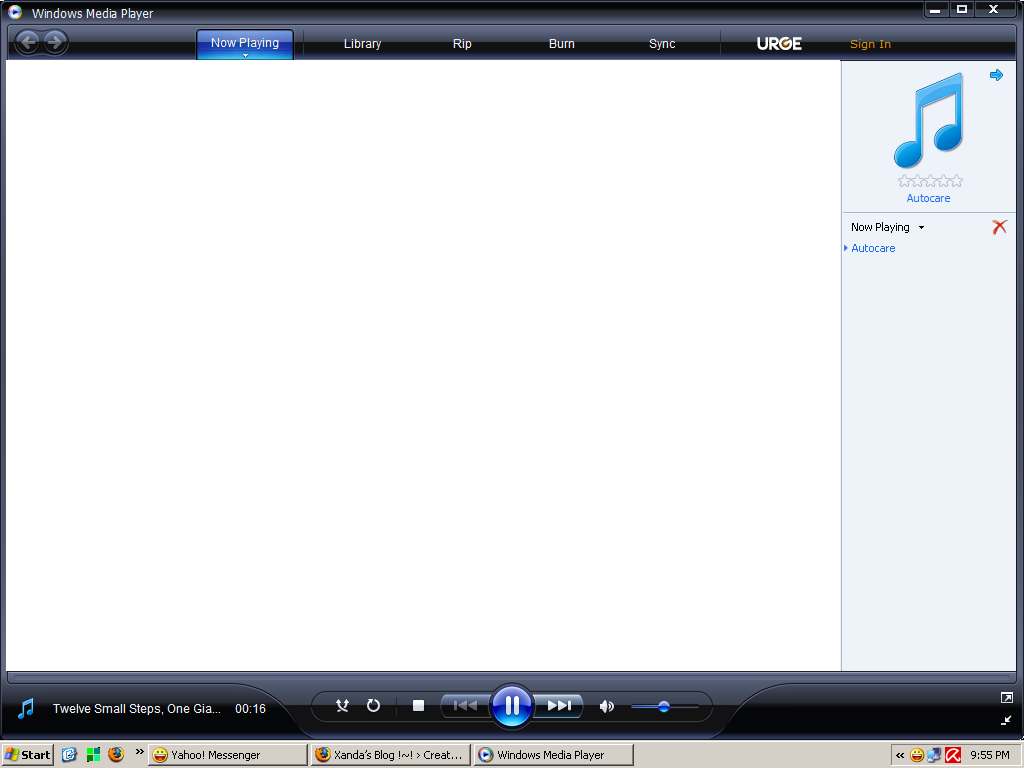 Windows Media Player
Now Playing
Library
Rip
Burn
Sync
URGE
Sign In
Autocare
Now Playing
Autocare
Twelve Small Steps, One Gia... 00:16
Start
»
Yahoo! Messenger
Xanda's Blog !~! > Creat...
Windows Media Player
«
9:55 PM